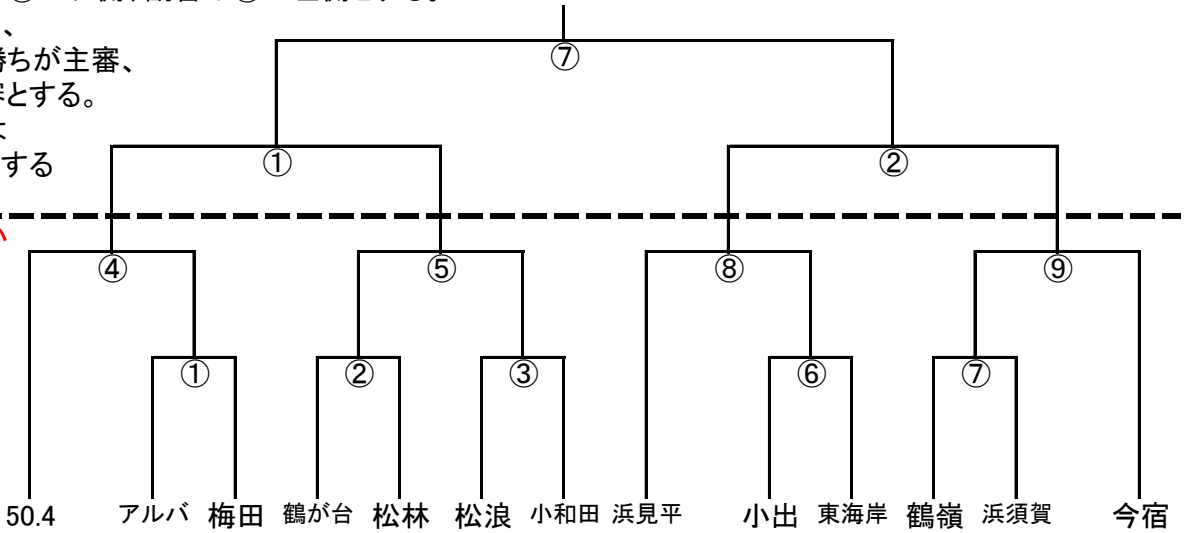 、
ちが主審、
とする。
する
⑦
① ②
④ ⑤ ⑧ ⑨
① ② ③ ⑥ ⑦
50.4 アルバ 梅田 鶴が台 松林 松浪 小和田 浜見平 小出 東海岸 鶴嶺 浜須賀 今宿